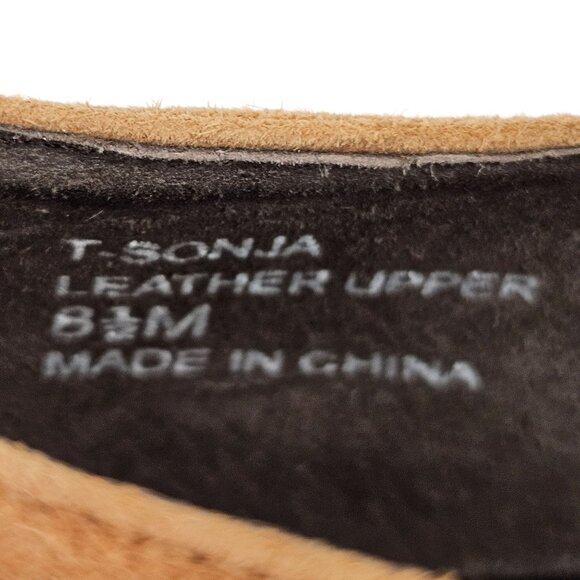 T-SONJA
LEATHER UPPER
8½M
MADE IN CHINA